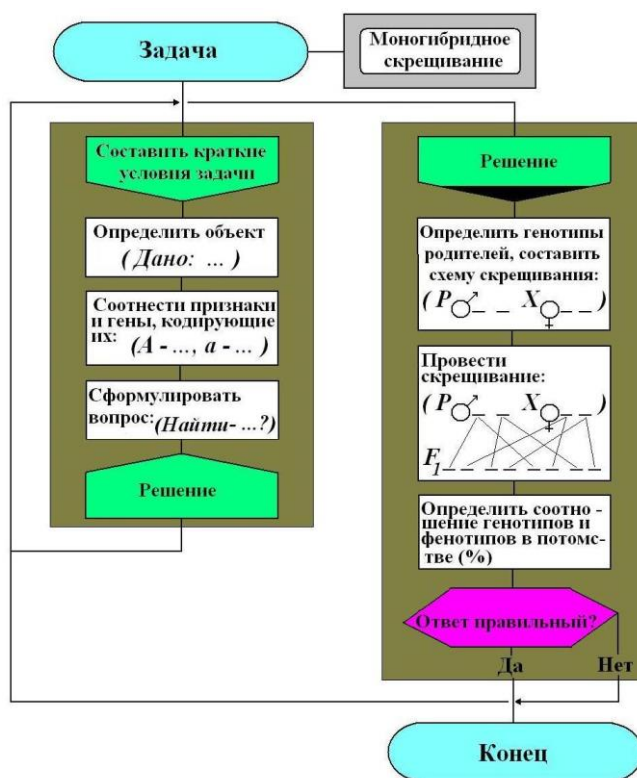 Задача
Моногибридное
скрещивание
Составить краткие
условия задачи
Определить объект
( Дано: ... )
Соотнести признаки
и гены, кодирующие
их: (А - ..., а - ... )
Сформулировать
вопрос: (Найти- ...?)
Решение
Решение
Определить генотипы
родителей, составить
схему скрещивания:
( P ♂ _ _ X ♀ _ _ )
Провести
скрещивание:
( P ♂ _ _ X ♀ _ _ )
F1 _ _ _ _ _ _ _ _
Определить соотно -
шение генотипов и
фенотипов в потомс-
тве (%)
Ответ правильный?
Да Нет
Конец